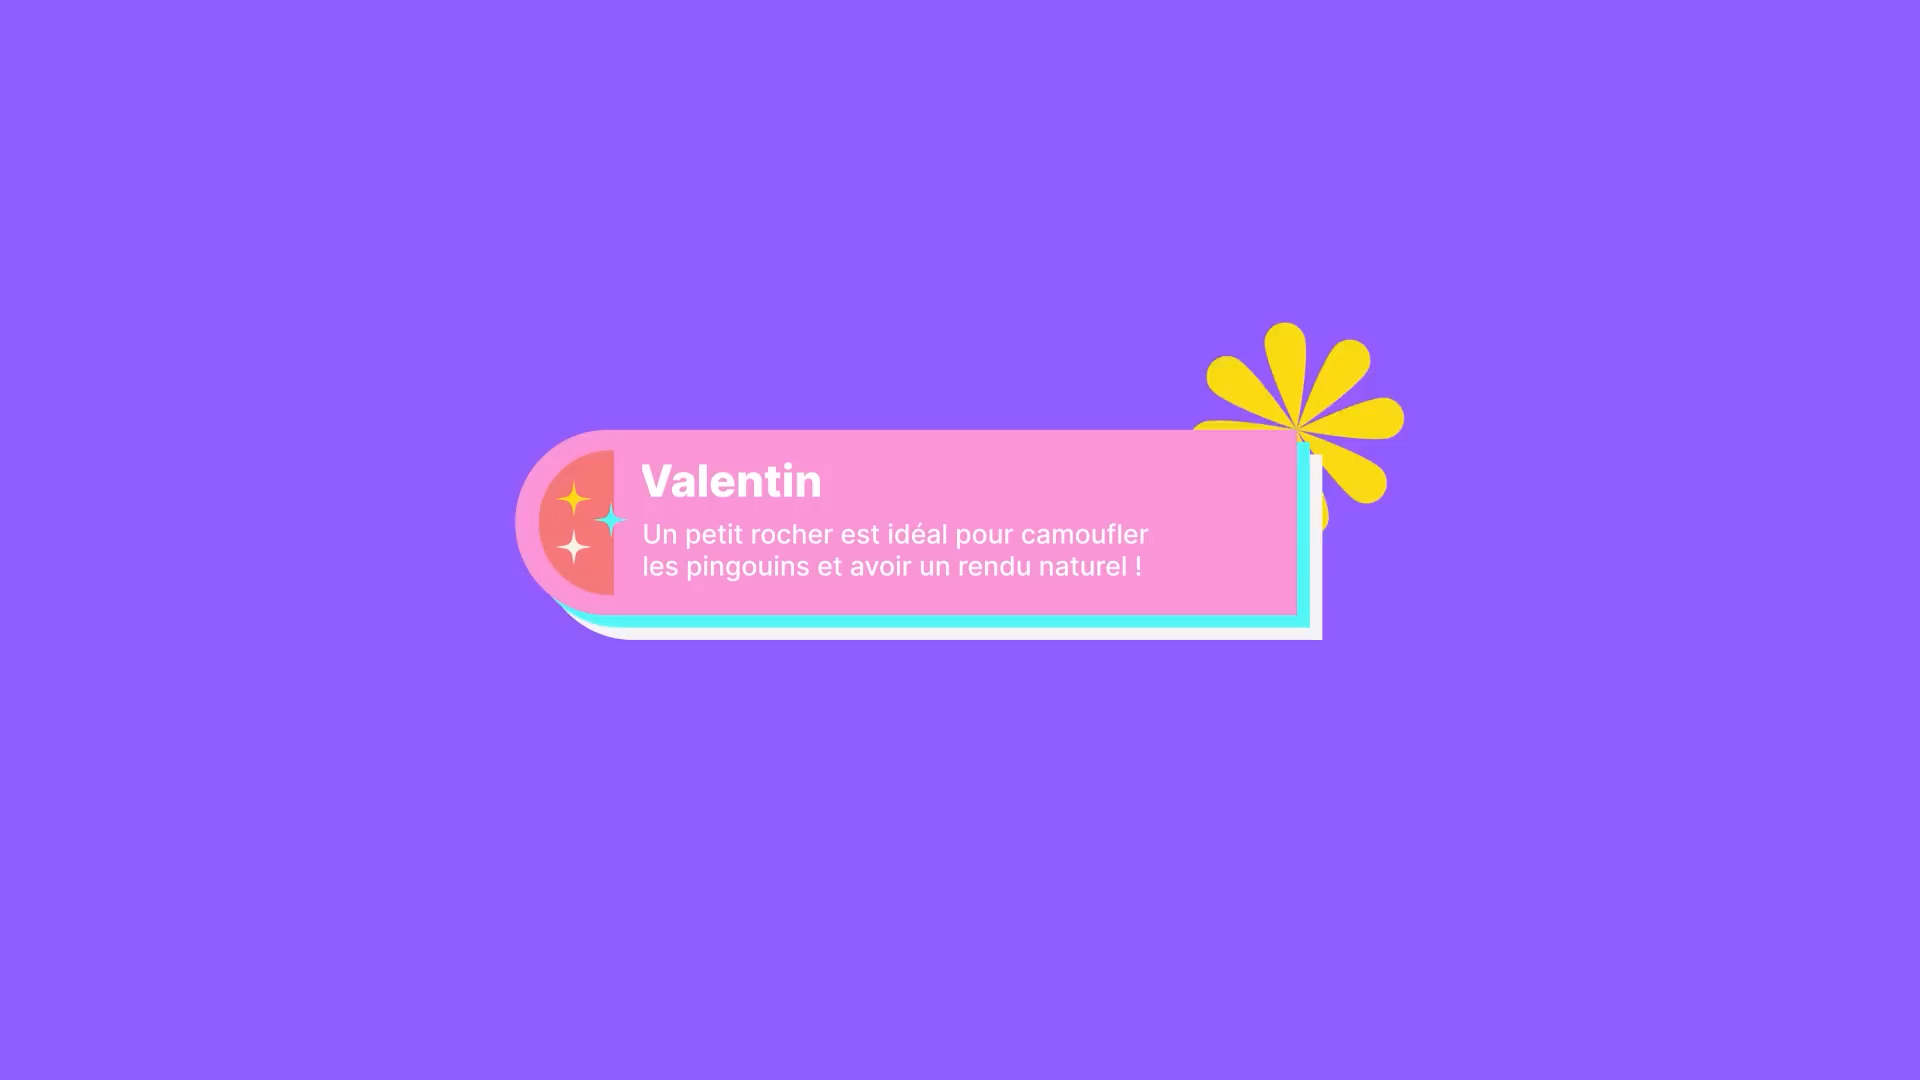 Valentin
Un petit rocher est idéal pour camoufler
les pingouins et avoir un rendu naturel !